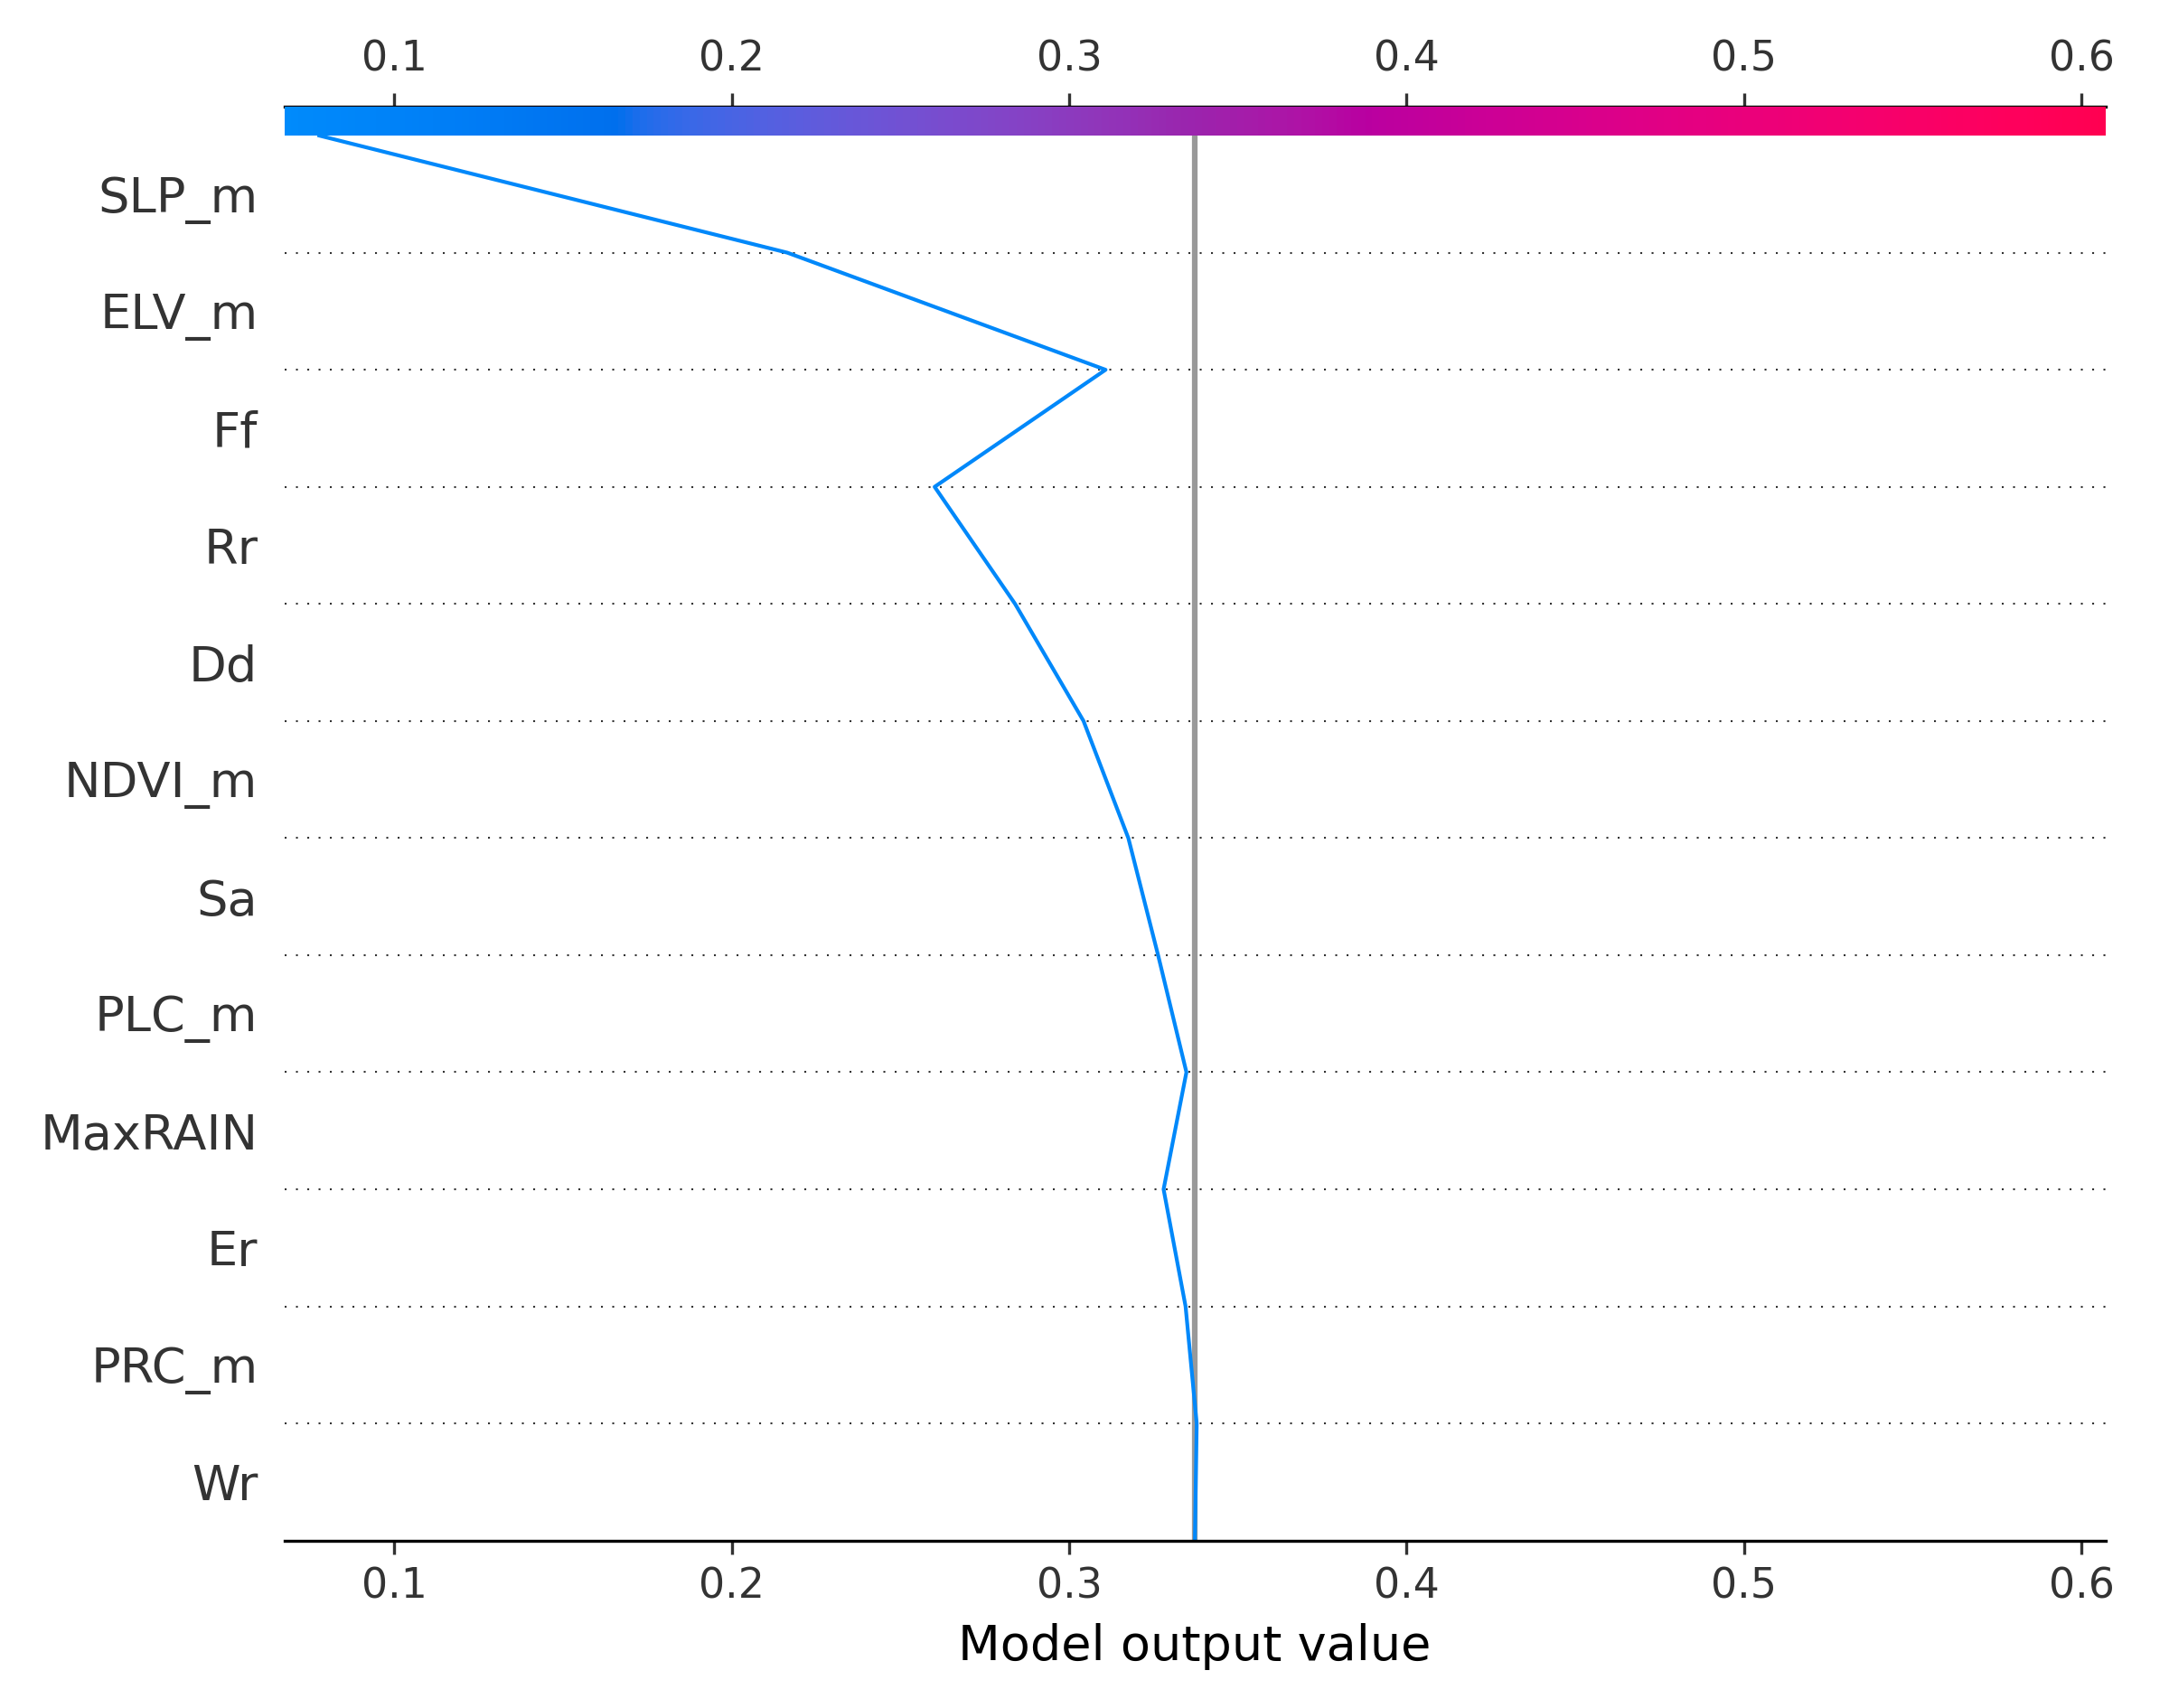 0.1 0.2 0.3 0.4 0.5 0.6
SLP_m
ELV_m
Ff
Rr
Dd
NDVI_m
Sa
PLC_m
MaxRAIN
Er
PRC_m
Wr
0.1 0.2 0.3 0.4 0.5 0.6
Model output value